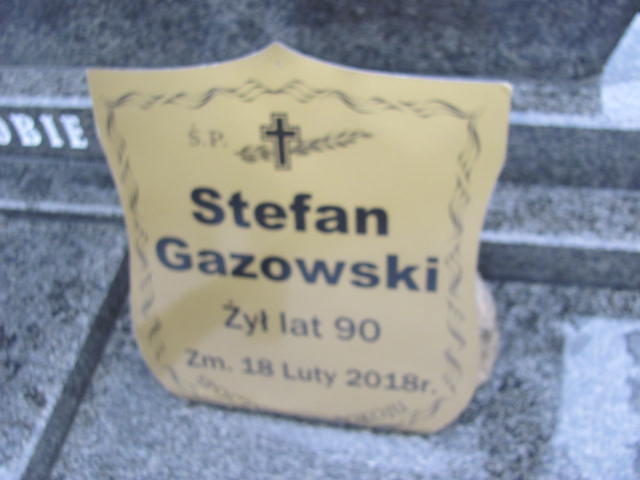 OBIE
Ś.P.
Stefan
Gazowski
Żył lat 90
Zm. 18 Luty 2018r.